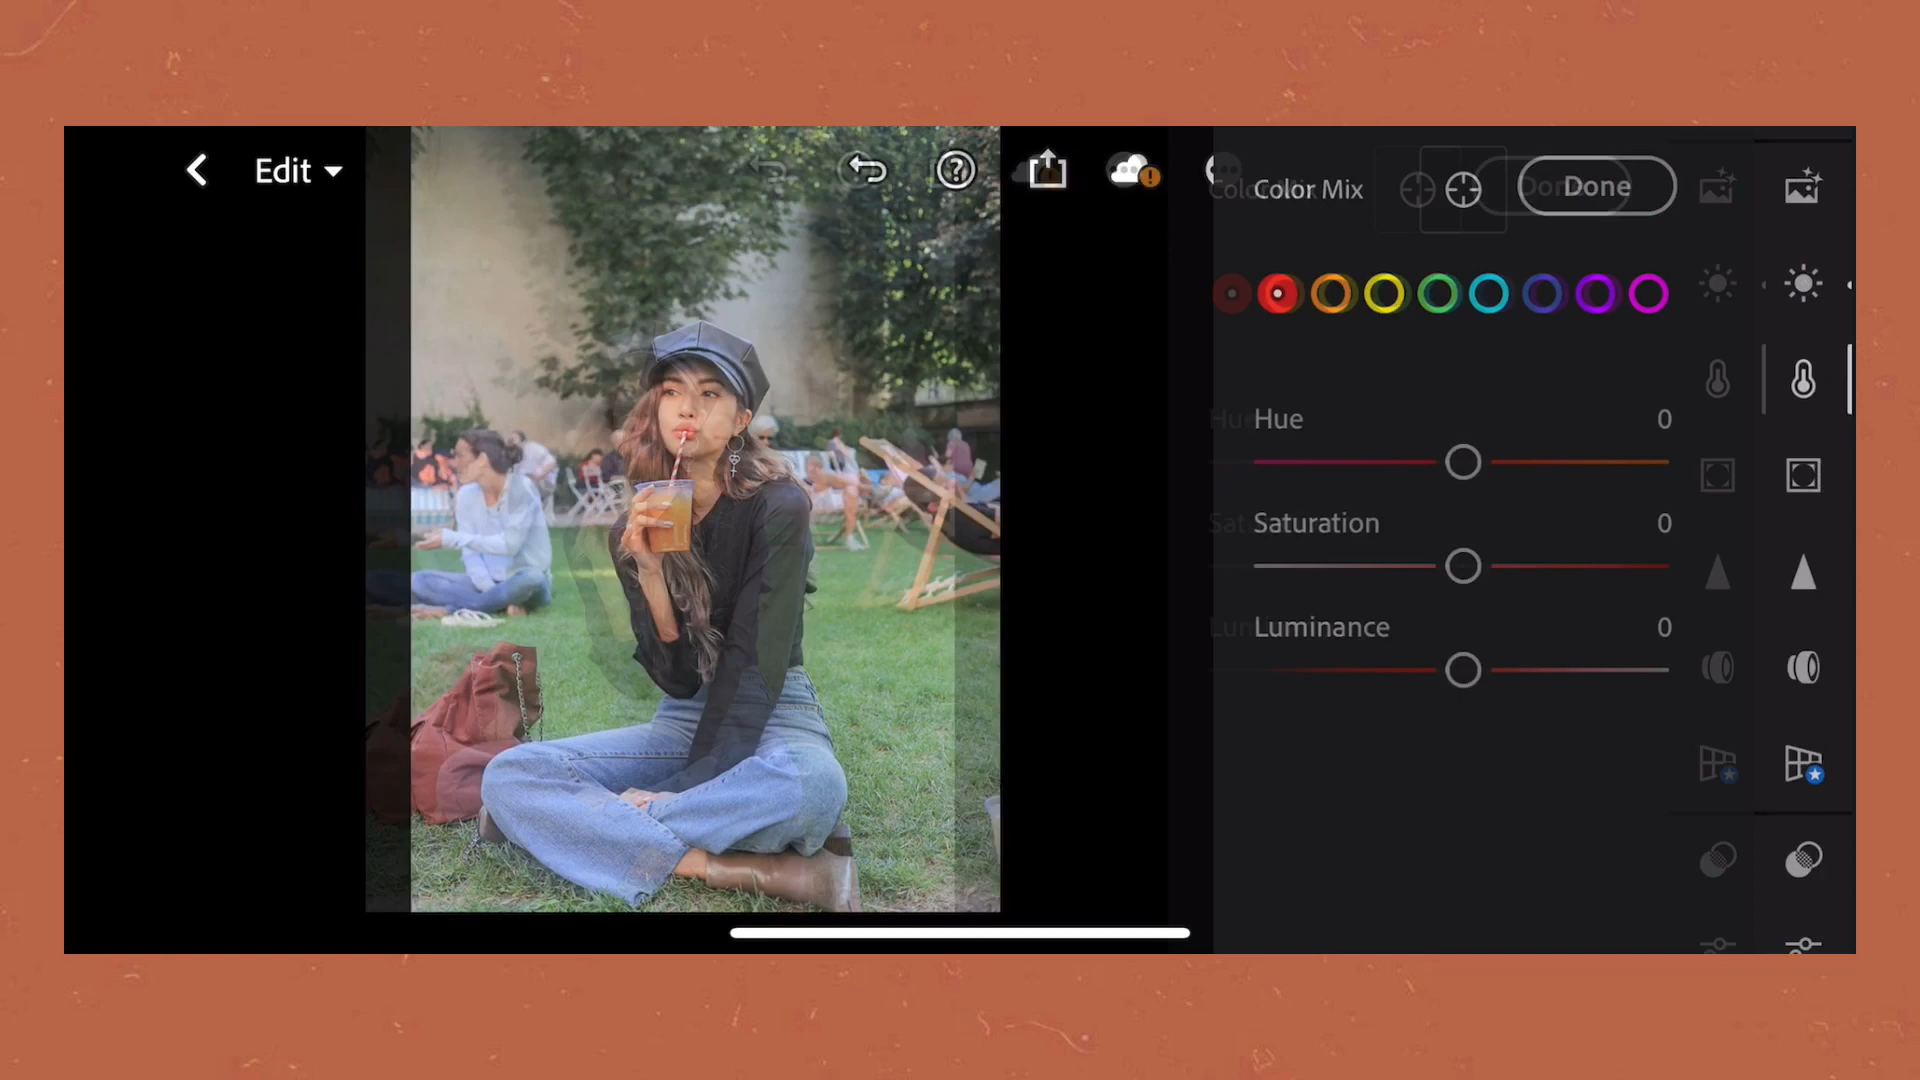 Edit
Color Mix
Done
Hue 0
Saturation 0
Luminance 0